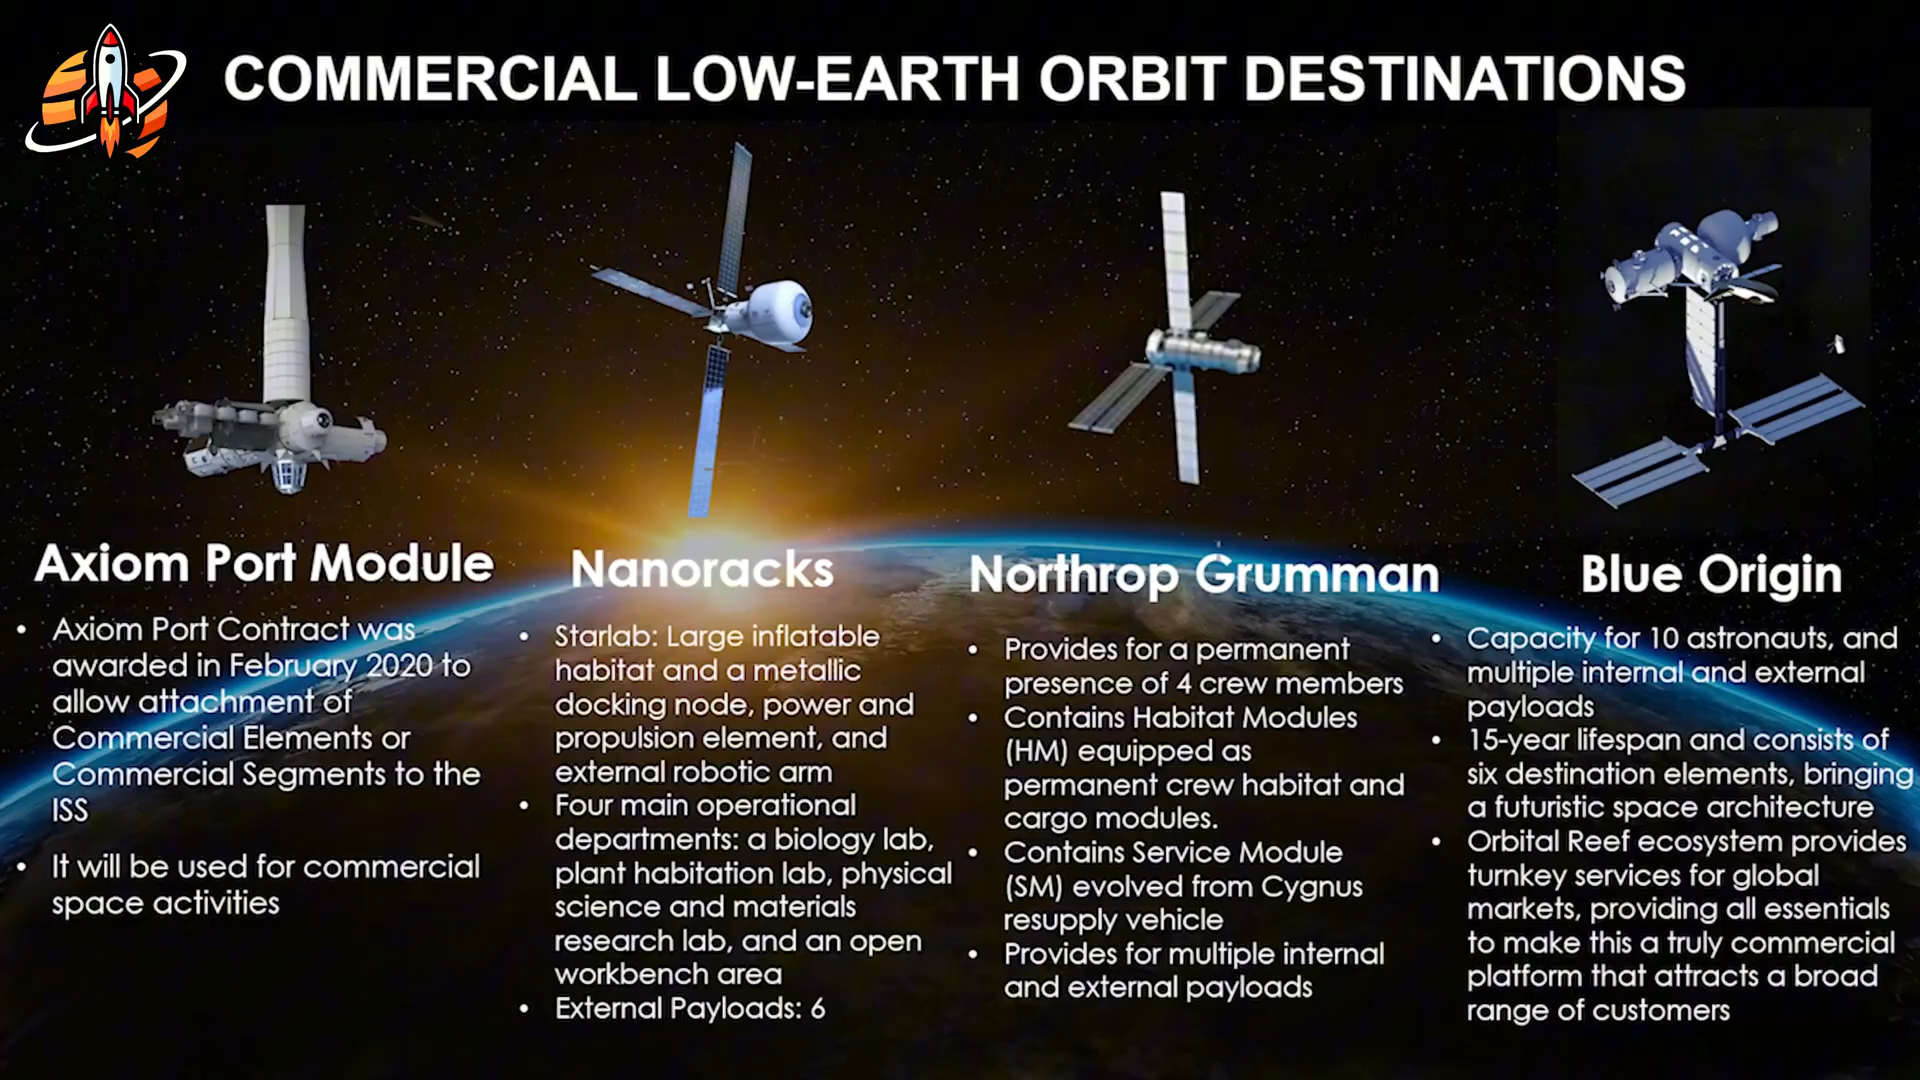 COMMERCIAL LOW-EARTH ORBIT DESTINATIONS
Axiom Port Module
• Axiom Port Contract was
awarded in February 2020 to
allow attachment of
Commercial Elements or
Commercial Segments to the
ISS
• It will be used for commercial
space activities
Nanoracks
• Starlab: Large inflatable
habitat and a metallic
docking node, power and
propulsion element, and
external robotic arm
• Four main operational
departments: a biology lab,
plant habitation lab, physical
science and materials
research lab, and an open
workbench area
• External Payloads: 6
Northrop Grumman
• Provides for a permanent
presence of 4 crew members
• Contains Habitat Modules
(HM) equipped as
permanent crew habitat and
cargo modules.
• Contains Service Module
(SM) evolved from Cygnus
resupply vehicle
• Provides for multiple internal
and external payloads
Blue Origin
• Capacity for 10 astronauts, and
multiple internal and external
payloads
• 15-year lifespan and consists of
six destination elements, bringing
a futuristic space architecture
• Orbital Reef ecosystem provides
turnkey services for global
markets, providing all essentials
to make this a truly commercial
platform that attracts a broad
range of customers